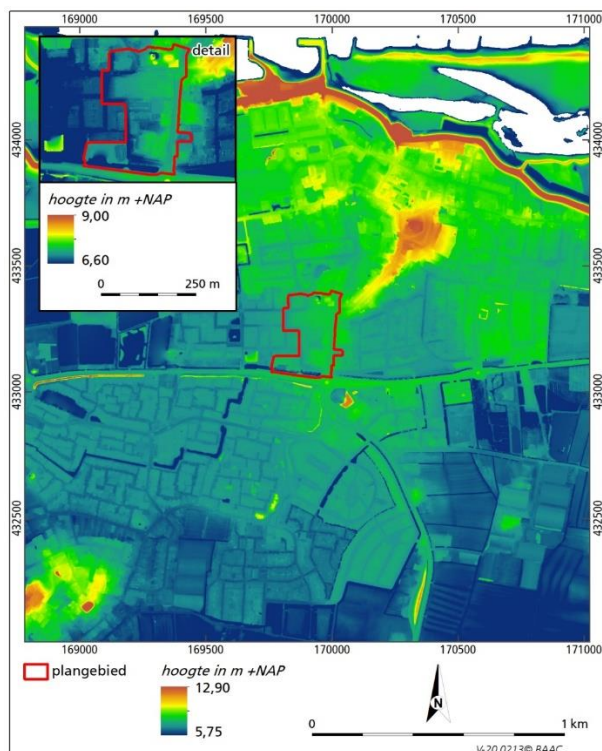 169000 169500 170000 170500 171000
detail
hoogte in m +NAP
9,00
6,60
0 250 m
434000
433500
433000
432500
434000
433500
433000
432500
169000 169500 170000 170500 171000
plangebied
hoogte in m +NAP
12,90
5,75
N
0 1 km
V-20.0213© BAAC